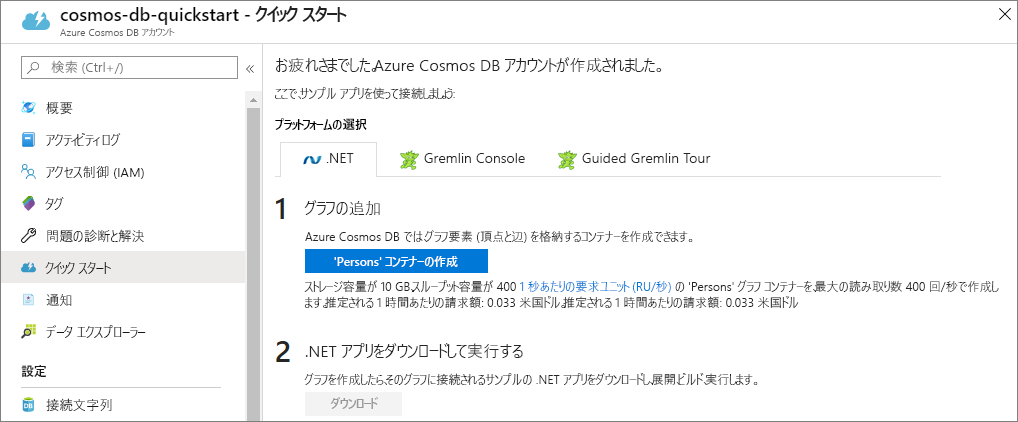 cosmos-db-quickstart - クイック スタート
Azure Cosmos DB アカウント
検索 (Ctrl+/)
概要
アクティビティログ
アクセス制御 (IAM)
タグ
問題の診断と解決
クイック スタート
通知
データ エクスプローラー
設定
接続文字列
お疲れさまでした。Azure Cosmos DB アカウントが作成されました。
ここで、サンプル アプリを使って接続しましょう:
プラットフォームの選択
.NET
Gremlin Console
Guided Gremlin Tour
1 グラフの追加
Azure Cosmos DB ではグラフ要素 (頂点と辺) を格納するコンテナーを作成できます。
'Persons' コンテナーの作成
ストレージ容量が 10 GB、スループット容量が 400 1 秒あたりの要求ユニット (RU/秒) の 'Persons' グラフ コンテナーを、最大の読み取り数 400 回/秒で作成し
ます。推定される 1 時間あたりの請求額: 0.033 米国ドル。推定される 1 時間あたりの請求額: 0.033 米国ドル
2 .NET アプリをダウンロードして実行する
グラフを作成したら、そのグラフに接続されるサンプルの .NET アプリをダウンロードし、展開、ビルド、実行します。
ダウンロード